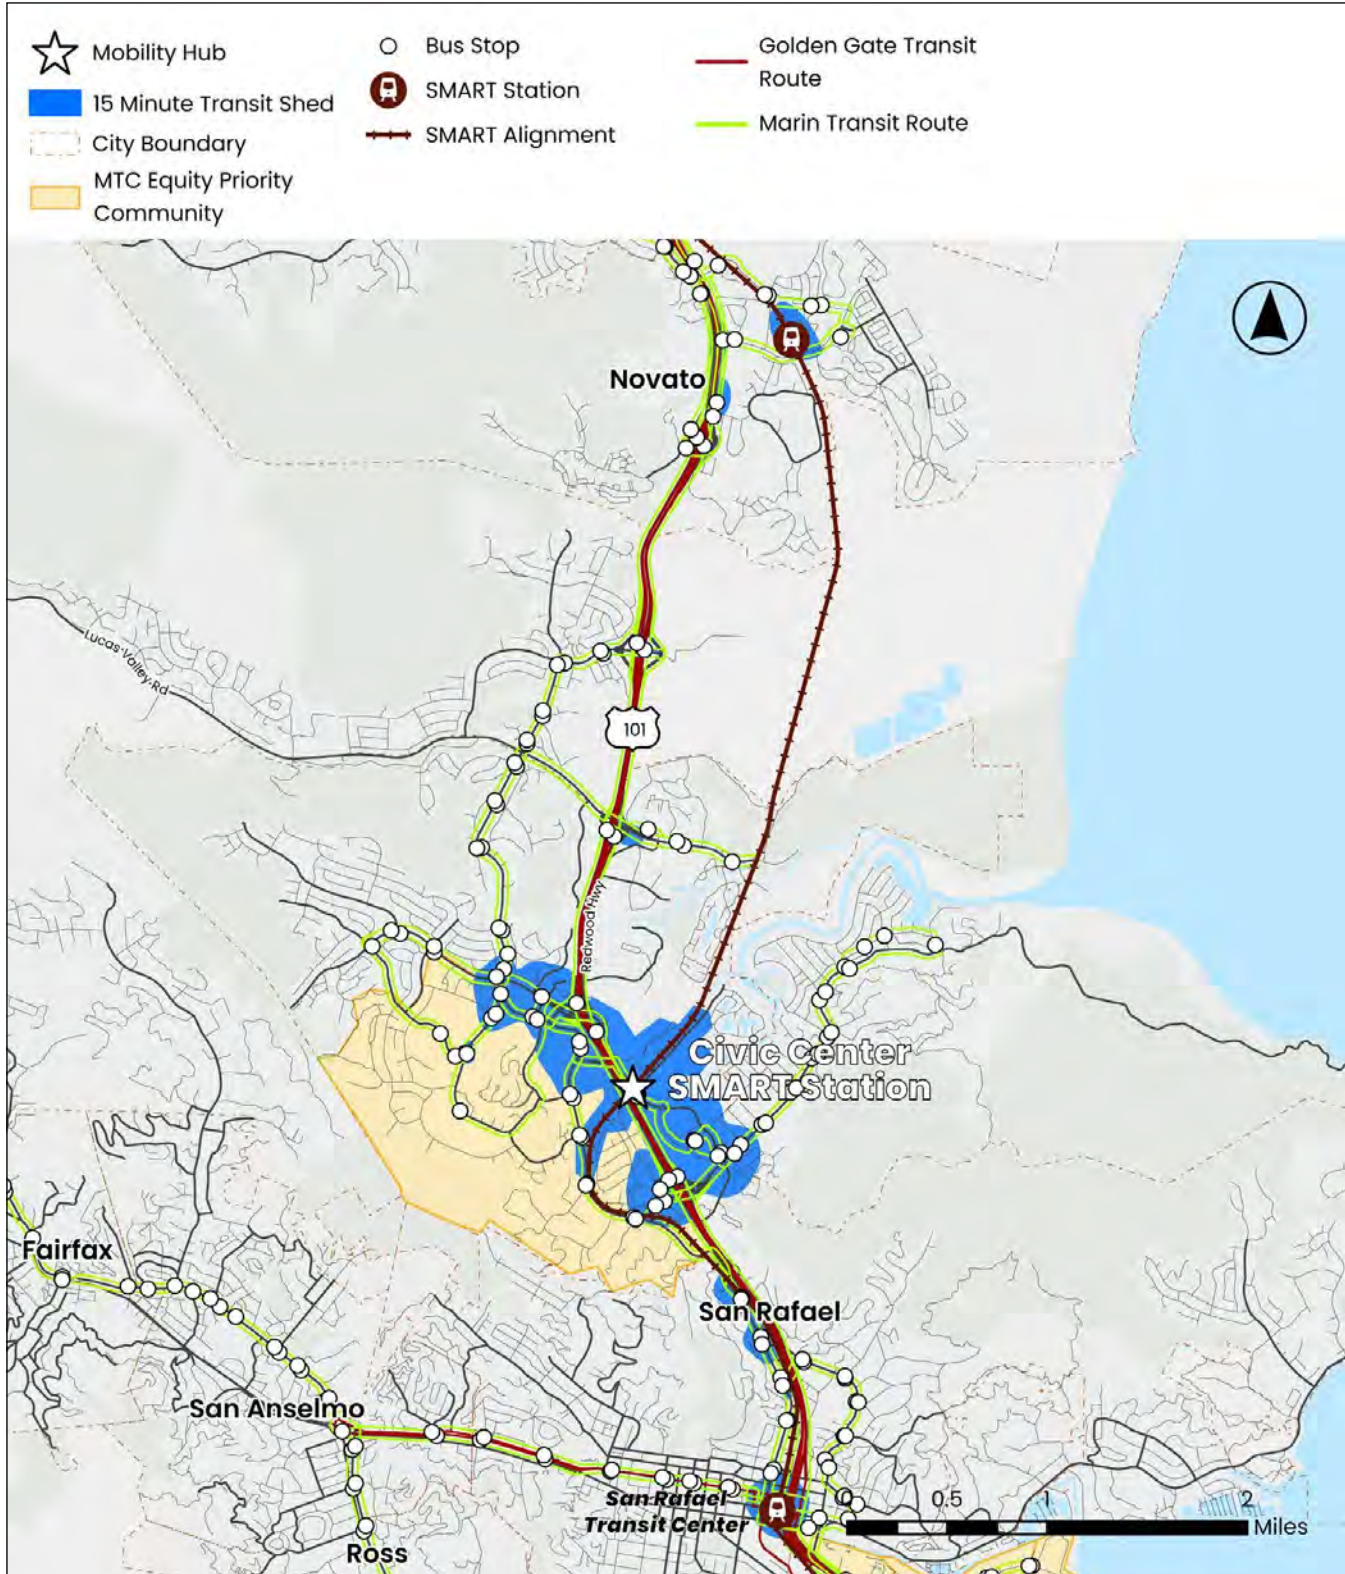 Mobility Hub
15 Minute Transit Shed
City Boundary
MTC Equity Priority
Community
Bus Stop
SMART Station
SMART Alignment
Golden Gate Transit
Route
Marin Transit Route
Novato
Lucas Valley Rd
101
Redwood Hwy
Civic Center
SMART Station
Fairfax
San Rafael
San Anselmo
San Rafael
Transit Center
0 0.5 1 2
Miles
Ross